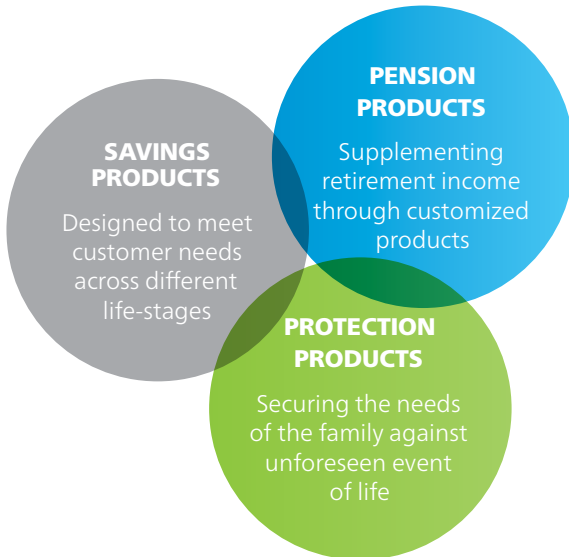 SAVINGS
PRODUCTS
Designed to meet
customer needs
across different
life-stages
PENSION
PRODUCTS
Supplementing
retirement income
through customized
products
PROTECTION
PRODUCTS
Securing the needs
of the family against
unforeseen event
of life